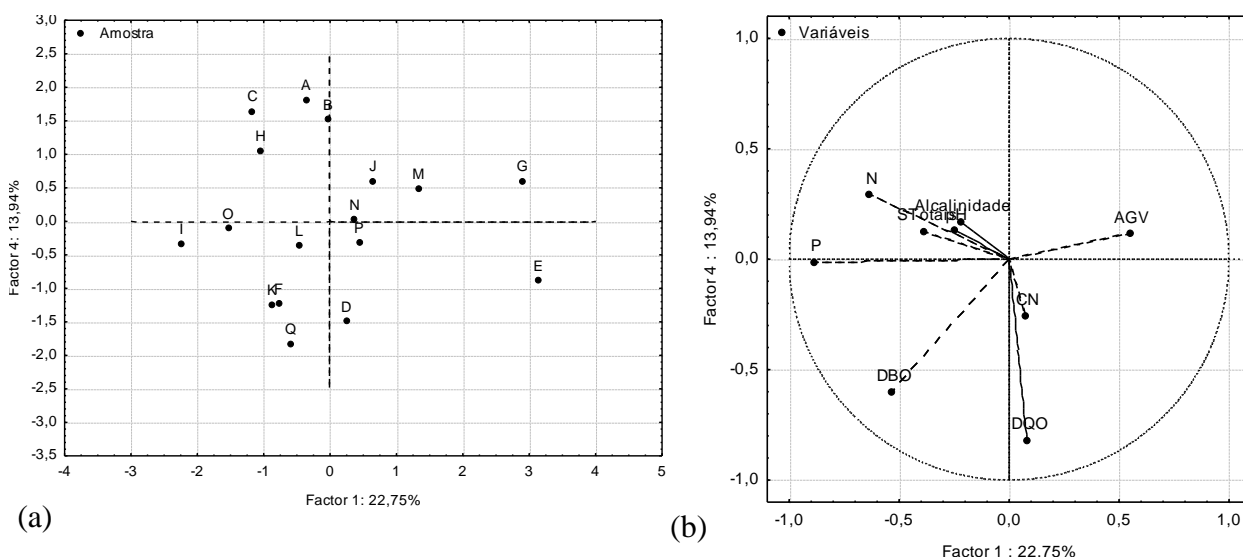 3,0
2,5
2,0
1,5
1,0
0,5
0,0
-0,5
-1,0
-1,5
-2,0
-2,5
-3,0
-3,5
Factor 4: 13,94%
Amostra
A
B
C
H
J
M
G
N
O
I
L
P
E
K
F
D
Q
-4
-3
-2
-1
0
1
2
3
4
5
Factor 1: 22,75%
(a)
1,0
0,5
0,0
-0,5
-1,0
Factor 4 : 13,94%
Variáveis
N
Alcalinidade
STotais
pH
AGV
P
CN
DBO
DQO
-1,0
-0,5
0,0
0,5
1,0
Factor 1 : 22,75%
(b)